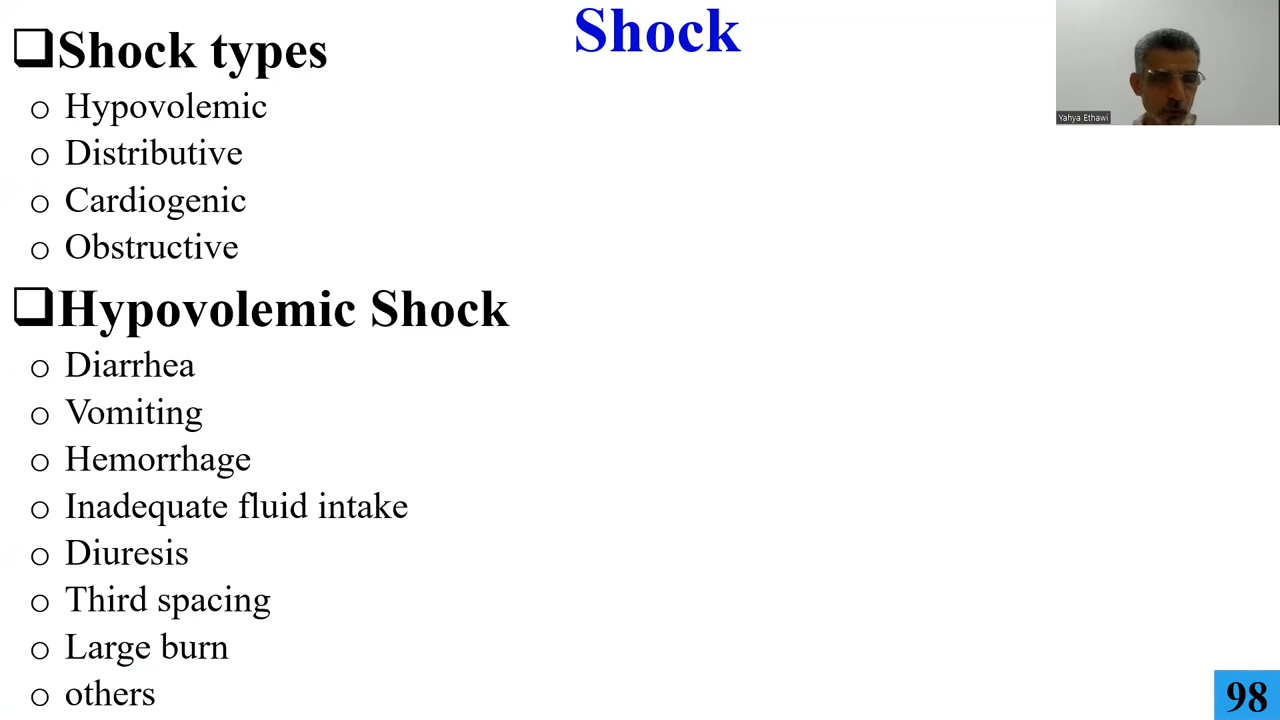 Shock
❑Shock types
o Hypovolemic
o Distributive
o Cardiogenic
o Obstructive
❑Hypovolemic Shock
o Diarrhea
o Vomiting
o Hemorrhage
o Inadequate fluid intake
o Diuresis
o Third spacing
o Large burn
o others
Yahya Ethawi
98